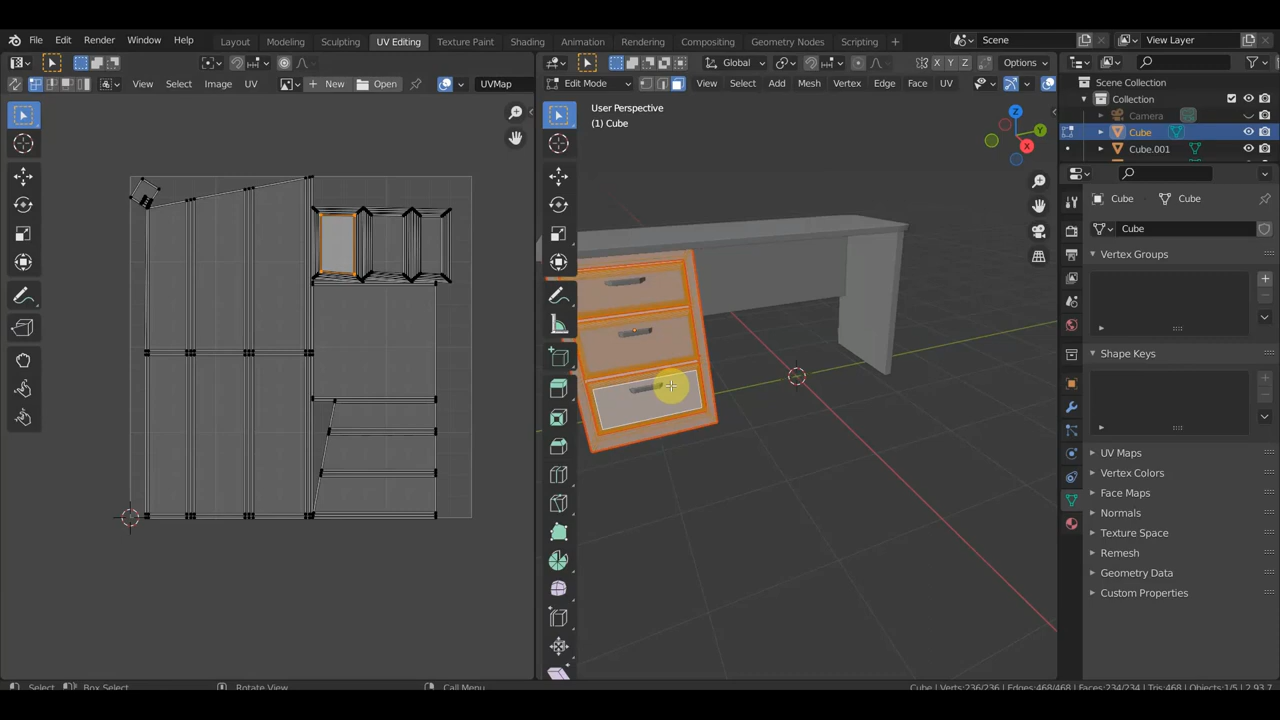 File Edit Render Window Help Layout Modeling Sculpting UV Editing Texture Paint Shading Animation Rendering Compositing Geometry Nodes Scripting + Scene View Layer
Global X Y Z Options
View Select Image UV New Open UVMap Edit Mode View Select Add Mesh Vertex Edge Face UV
Scene Collection
Collection
Camera
Cube
Cube.001
User Perspective
(1) Cube
Z
Y
X
Cube Cube
Cube
Vertex Groups
Shape Keys
UV Maps
Vertex Colors
Face Maps
Normals
Texture Space
Remesh
Geometry Data
Custom Properties
Select Box Select Rotate View Call Menu Cube | Verts:236/236 | Edges:468/468 | Faces:234/234 | Tris:468 | Objects:1/5 | 2.93.7